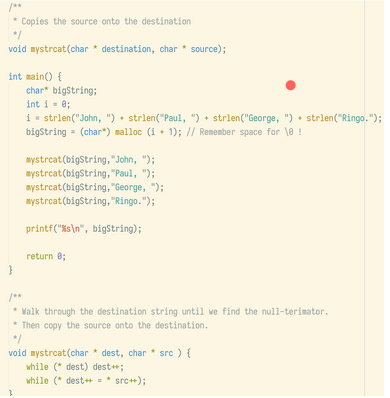 /**
 * Copies the source onto the destination
 */
void mystrcat(char * destination, char * source);
int main() {
char* bigString;
int i = 0;
i = strlen("John, ") + strlen("Paul, ") + strlen("George, ") + strlen("Ringo.");
bigString = (char*) malloc (i + 1); // Remember space for \0 !
mystrcat(bigString,"John, ");
mystrcat(bigString,"Paul, ");
mystrcat(bigString,"George, ");
mystrcat(bigString,"Ringo.");
printf("%s\n", bigString);
return 0;
}
/**
 * Walk through the destination string until we find the null-terimator.
 * Then copy the source onto the destination.
 */
void mystrcat(char * dest, char * src ) {
while (* dest) dest++;
while (* dest++ = * src++);
}